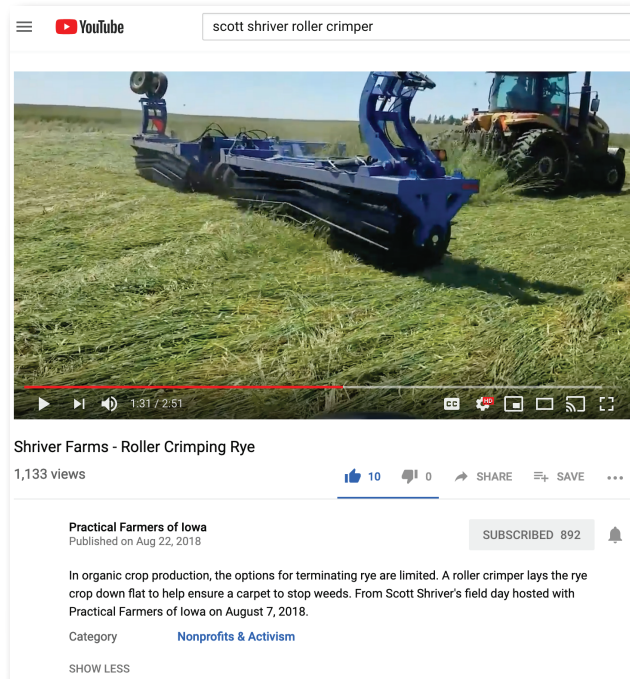 YouTube
scott shriver roller crimper
1:31 / 2:51
CC
HD
Shriver Farms - Roller Crimping Rye
1,133 views
10
0
SHARE
SAVE
Practical Farmers of Iowa
Published on Aug 22, 2018
SUBSCRIBED 892
In organic crop production, the options for terminating rye are limited. A roller crimper lays the rye
crop down flat to help ensure a carpet to stop weeds. From Scott Shriver's field day hosted with
Practical Farmers of Iowa on August 7, 2018.
Category
Nonprofits & Activism
SHOW LESS